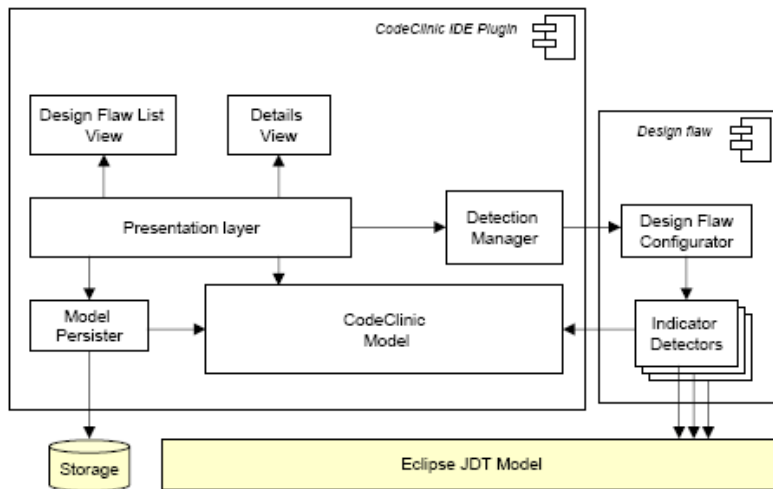 CodeClinic IDE Plugin
Design Flaw List
View
Details
View
Design flaw
Presentation layer
Detection
Manager
Design Flaw
Configurator
Model
Persister
CodeClinic
Model
Indicator
Detectors
Storage
Eclipse JDT Model